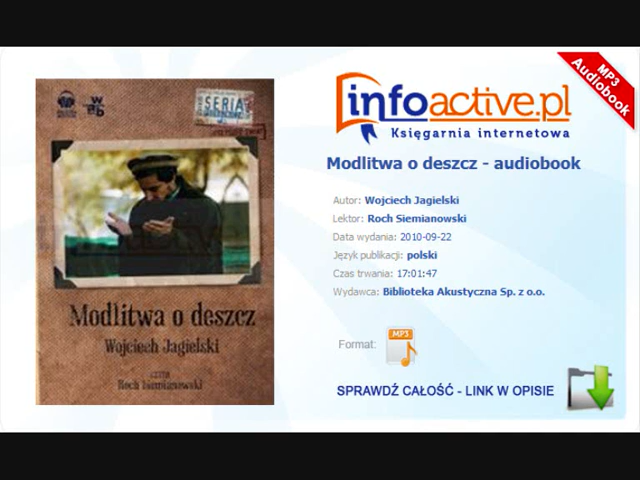 SERIA
Modlitwa o deszcz
Wojciech Jagielski
CZYTA
Roch Siemianowski
infoactive.pl
Księgarnia internetowa
MP3
Audiobook
Modlitwa o deszcz - audiobook
Autor: Wojciech Jagielski
Lektor: Roch Siemianowski
Data wydania: 2010-09-22
Język publikacji: polski
Czas trwania: 17:01:47
Wydawca: Biblioteka Akustyczna Sp. z o.o.
Format:
MP3
SPRAWDŹ CAŁOŚĆ - LINK W OPISIE